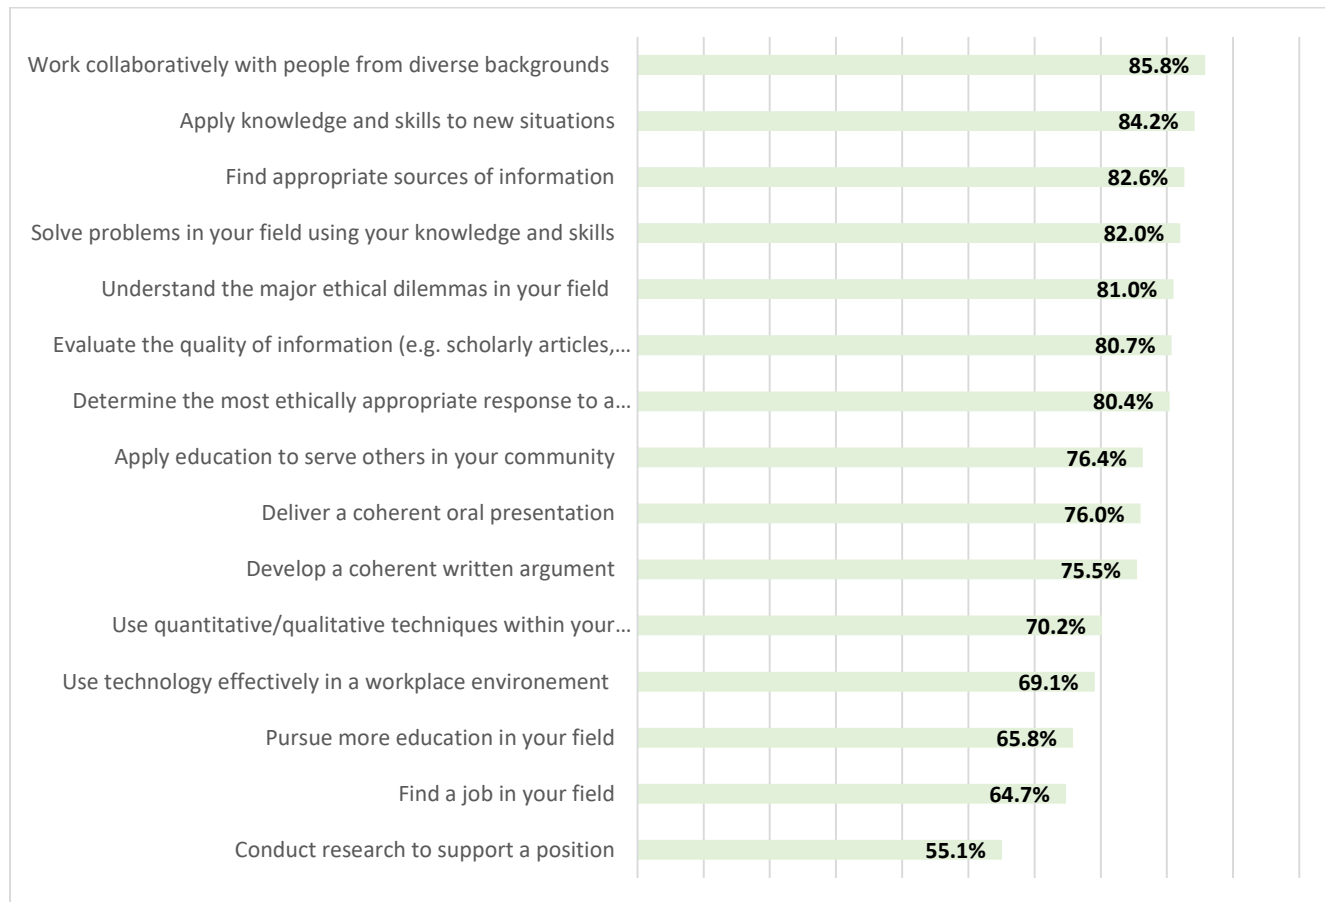 Work collaboratively with people from diverse backgrounds 85.8%
Apply knowledge and skills to new situations 84.2%
Find appropriate sources of information 82.6%
Solve problems in your field using your knowledge and skills 82.0%
Understand the major ethical dilemmas in your field 81.0%
Evaluate the quality of information (e.g. scholarly articles,... 80.7%
Determine the most ethically appropriate response to a... 80.4%
Apply education to serve others in your community 76.4%
Deliver a coherent oral presentation 76.0%
Develop a coherent written argument 75.5%
Use quantitative/qualitative techniques within your... 70.2%
Use technology effectively in a workplace environement 69.1%
Pursue more education in your field 65.8%
Find a job in your field 64.7%
Conduct research to support a position 55.1%